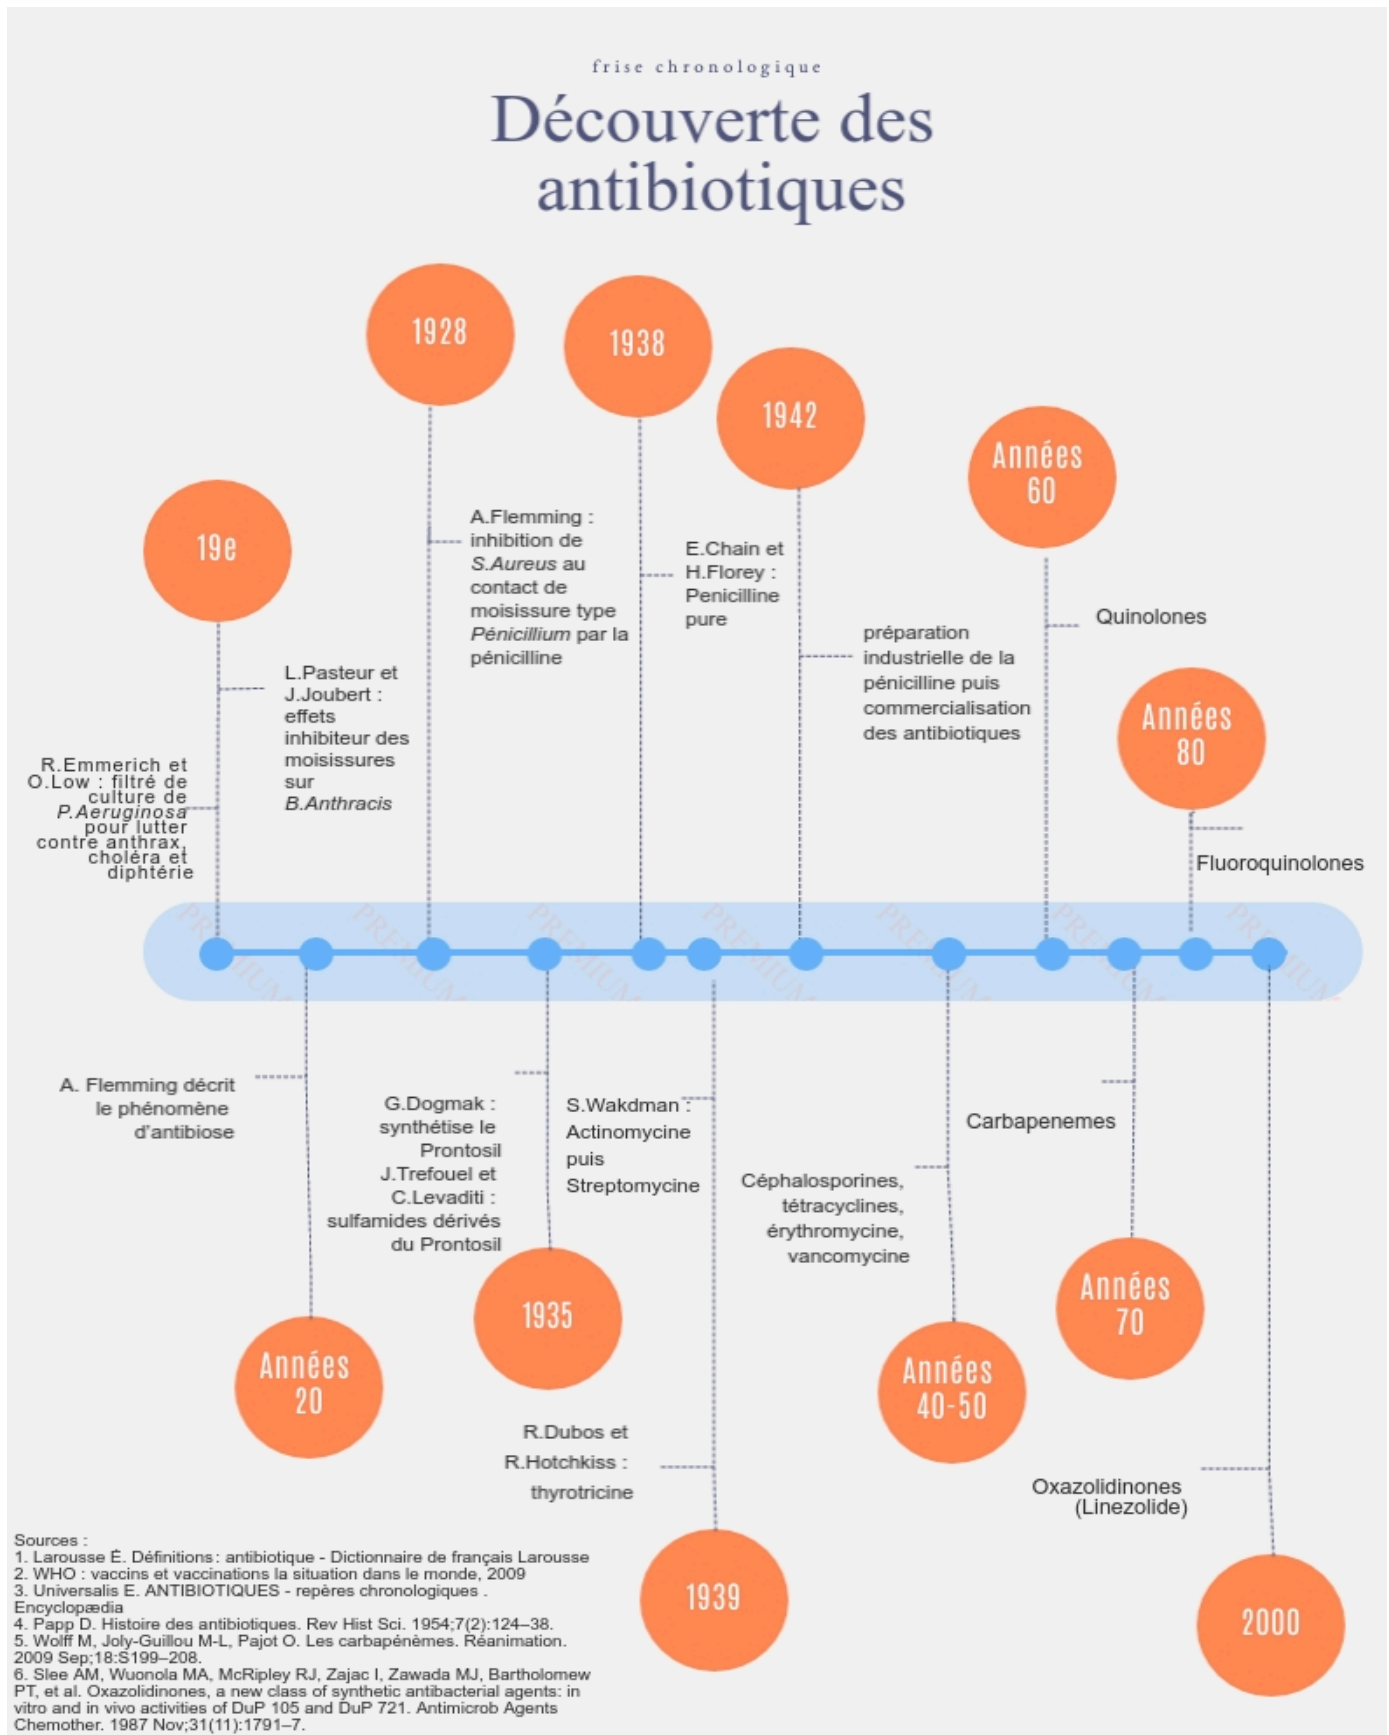 frise chronologique
Découverte des
antibiotiques
1928
1938
1942
Années
60
19e
A.Flemming :
inhibition de
S.Aureus au
contact de
moisissure type
Pénicillium par la
pénicilline
E.Chain et
H.Florey :
Penicilline
pure
préparation
industrielle de la
pénicilline puis
commercialisation
des antibiotiques
Quinolones
Années
80
L.Pasteur et
J.Joubert :
effets
inhibiteur des
moisissures
sur
B.Anthracis
R.Emmerich et
O.Low : filtré de
culture de
P.Aeruginosa
pour lutter
contre anthrax,
choléra et
diphtérie
Fluoroquinolones
PREMIUM PREMIUM PREMIUM PREMIUM PREMIUM PREMIUM PREMIUM
A. Flemming décrit
le phénomène
d'antibiose
G.Dogmak :
synthétise le
Prontosil
J.Trefouel et
C.Levaditi :
sulfamides dérivés
du Prontosil
S.Wakdman :
Actinomycine
puis
Streptomycine
Céphalosporines,
tétracyclines,
érythromycine,
vancomycine
Carbapenemes
Années
20
1935
Années
40-50
Années
70
R.Dubos et
R.Hotchkiss :
thyrotricine
Oxazolidinones
(Linezolide)
1939
2000
Sources :
1. Larousse É. Définitions : antibiotique - Dictionnaire de français Larousse
2. WHO : vaccins et vaccinations la situation dans le monde, 2009
3. Universalis E. ANTIBIOTIQUES - repères chronologiques .
Encyclopædia
4. Papp D. Histoire des antibiotiques. Rev Hist Sci. 1954;7(2):124–38.
5. Wolff M, Joly-Guillou M-L, Pajot O. Les carbapénèmes. Réanimation.
2009 Sep;18:S199–208.
6. Slee AM, Wuonola MA, McRipley RJ, Zajac I, Zawada MJ, Bartholomew
PT, et al. Oxazolidinones, a new class of synthetic antibacterial agents: in
vitro and in vivo activities of DuP 105 and DuP 721. Antimicrob Agents
Chemother. 1987 Nov;31(11):1791–7.